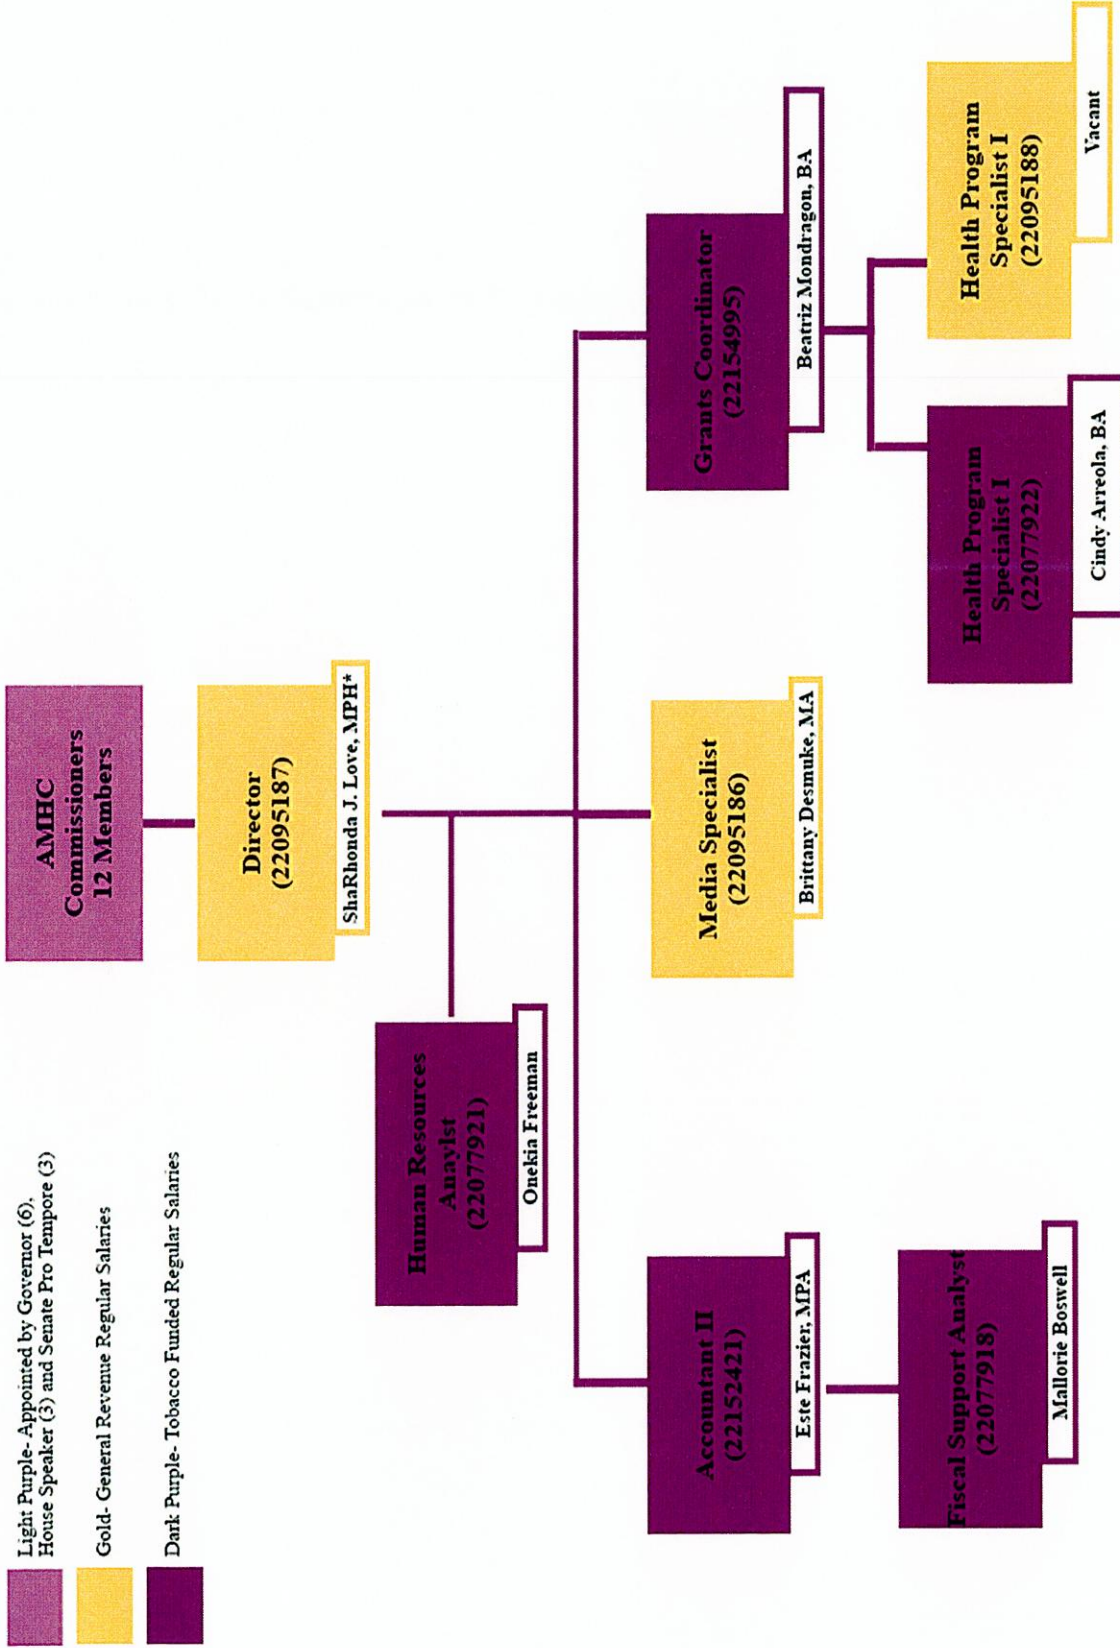 Light Purple- Appointed by Governor (6),
House Speaker (3) and Senate Pro Tempore (3)
Gold- General Revenue Regular Salaries
Dark Purple- Tobacco Funded Regular Salaries
AMHC
Commissioners
12 Members
Director
(22095187)
ShaRhonda J. Love, MPH*
Human Resources
Anaylst
(22077921)
Onekia Freeman
Accountant II
(22152421)
Este Frazier, MPA
Media Specialist
(22095186)
Brittany Desmuke, MA
Grants Coordinator
(22154995)
Beatriz Mondragon, BA
Fiscal Support Analyst
(22077918)
Mallorie Boswell
Health Program
Specialist I
(22077922)
Cindy Arreola, BA
Health Program
Specialist I
(22095188)
Vacant